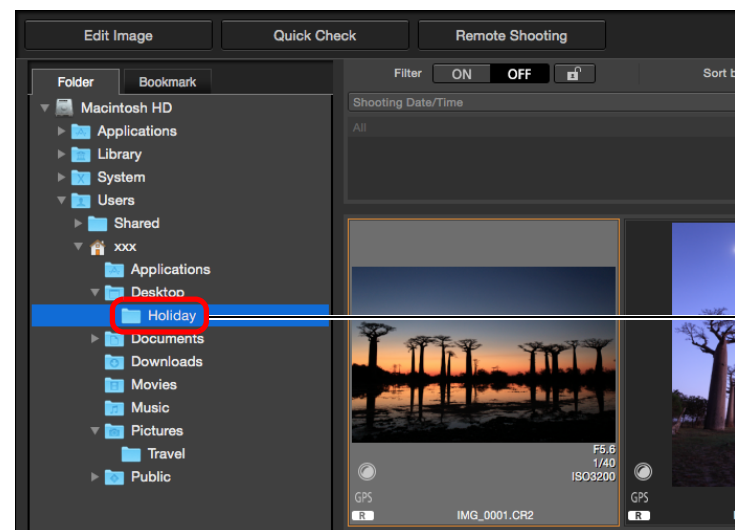 Edit Image Quick Check Remote Shooting
Filter ON OFF Sort
Folder Bookmark
Shooting Date/Time
All
Macintosh HD
Applications
Library
System
Users
Shared
xxx
Applications
Desktop
Holiday
Documents
Downloads
Movies
Music
Pictures
Travel
Public
F5.6
1/40
ISO3200
GPS GPS
R IMG_0001.CR2 R